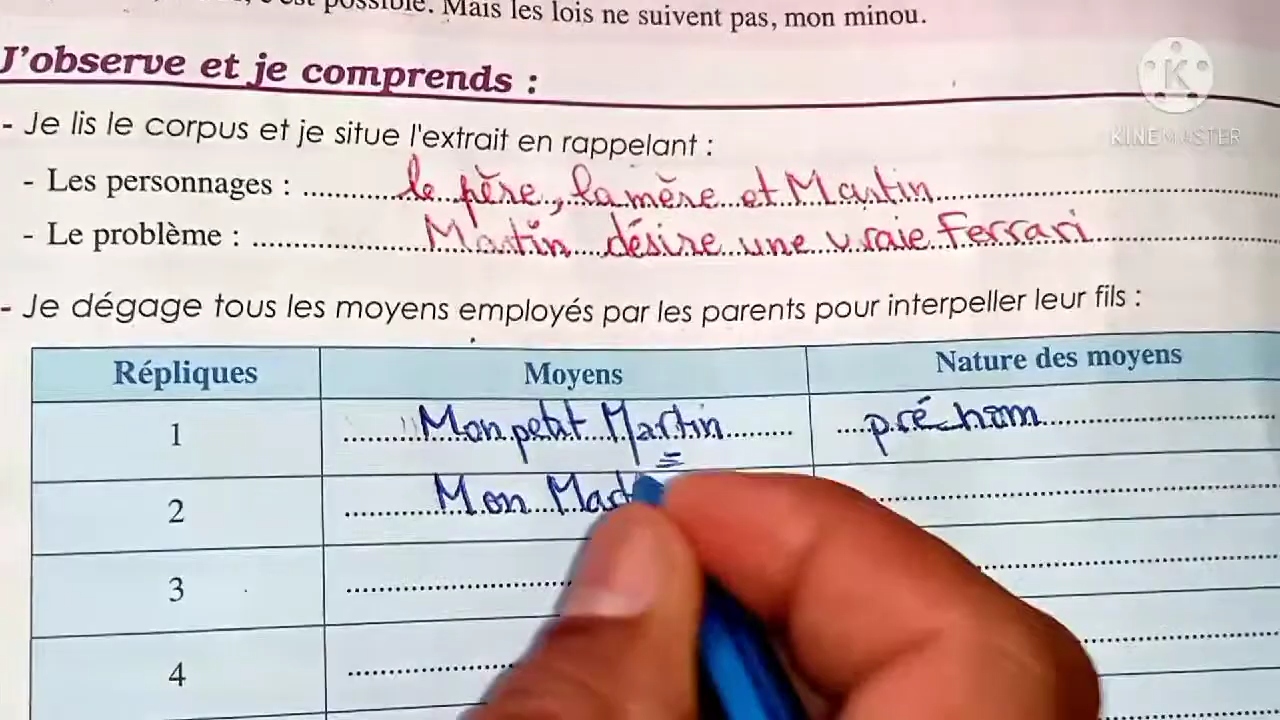 possible. Mais les lois ne suivent pas, mon minou.
J'observe et je comprends :
KINEMASTER
- Je lis le corpus et je situe l'extrait en rappelant :
- Les personnages : le père, la mère et Martin
- Le problème : Martin désire une vraie Ferrari
- Je dégage tous les moyens employés par les parents pour interpeller leur fils :
Répliques Moyens Nature des moyens
1 Mon petit Martin prénom
2 Mon Mart
3
4